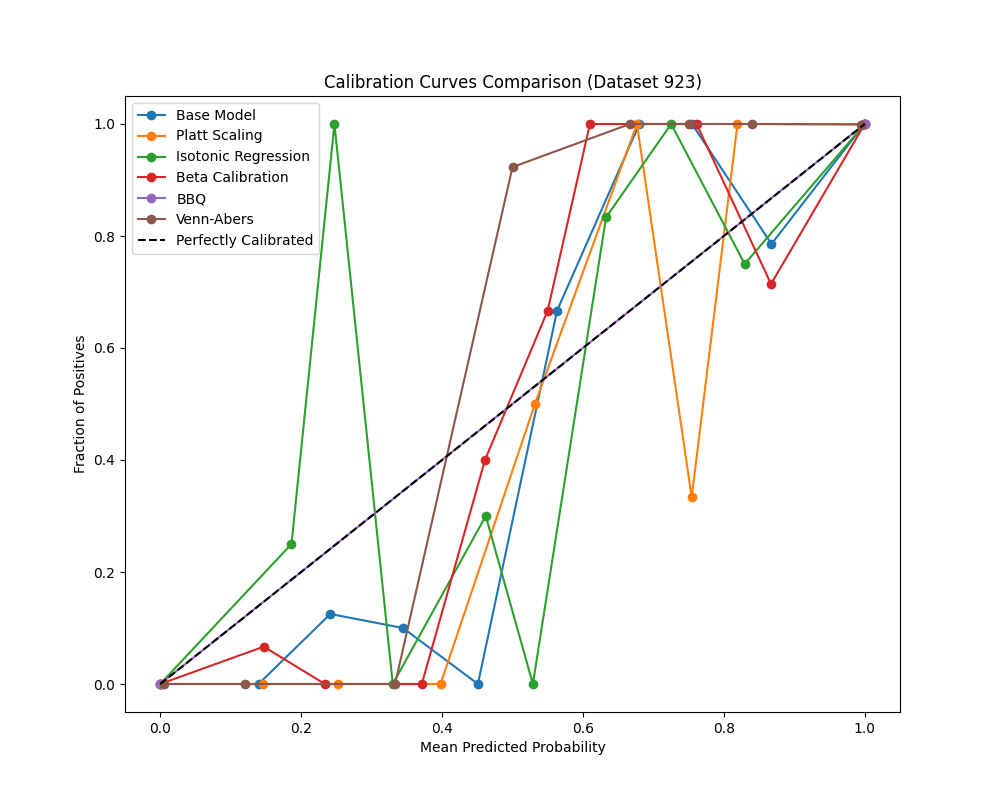 Calibration Curves Comparison (Dataset 923)
Base Model
Platt Scaling
Isotonic Regression
Beta Calibration
BBQ
Venn-Abers
Perfectly Calibrated
Fraction of Positives
1.0
0.8
0.6
0.4
0.2
0.0
0.0 0.2 0.4 0.6 0.8 1.0
Mean Predicted Probability